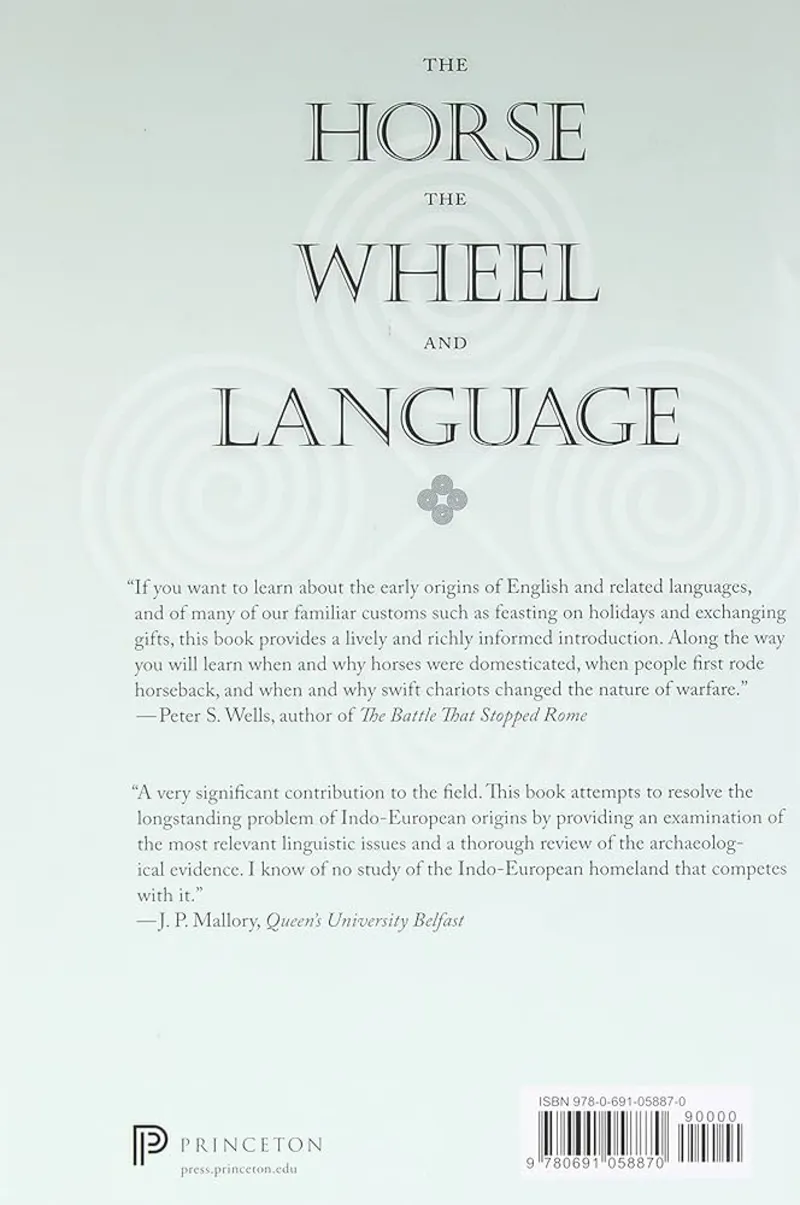 THE
HORSE
THE
WHEEL
AND
LANGUAGE
“If you want to learn about the early origins of English and related languages,
and of many of our familiar customs such as feasting on holidays and exchanging
gifts, this book provides a lively and richly informed introduction. Along the way
you will learn when and why horses were domesticated, when people first rode
horseback, and when and why swift chariots changed the nature of warfare.”
—Peter S. Wells, author of The Battle That Stopped Rome
“A very significant contribution to the field. This book attempts to resolve the
longstanding problem of Indo-European origins by providing an examination of
the most relevant linguistic issues and a thorough review of the archaeolog-
ical evidence. I know of no study of the Indo-European homeland that competes
with it.”
—J. P. Mallory, Queen's University Belfast
PRINCETON
press.princeton.edu
ISBN 978-0-691-05887-0
90000
9 780691 058870